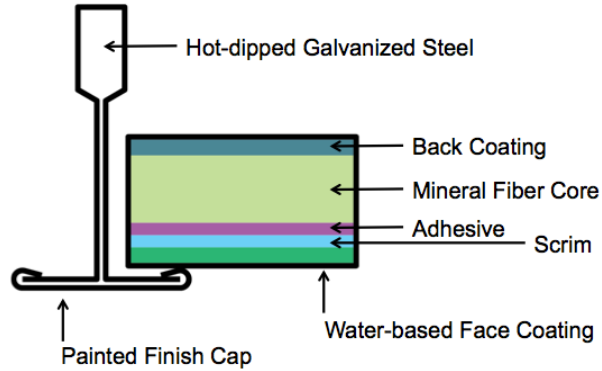 Hot-dipped Galvanized Steel
Back Coating
Mineral Fiber Core
Adhesive
Scrim
Water-based Face Coating
Painted Finish Cap